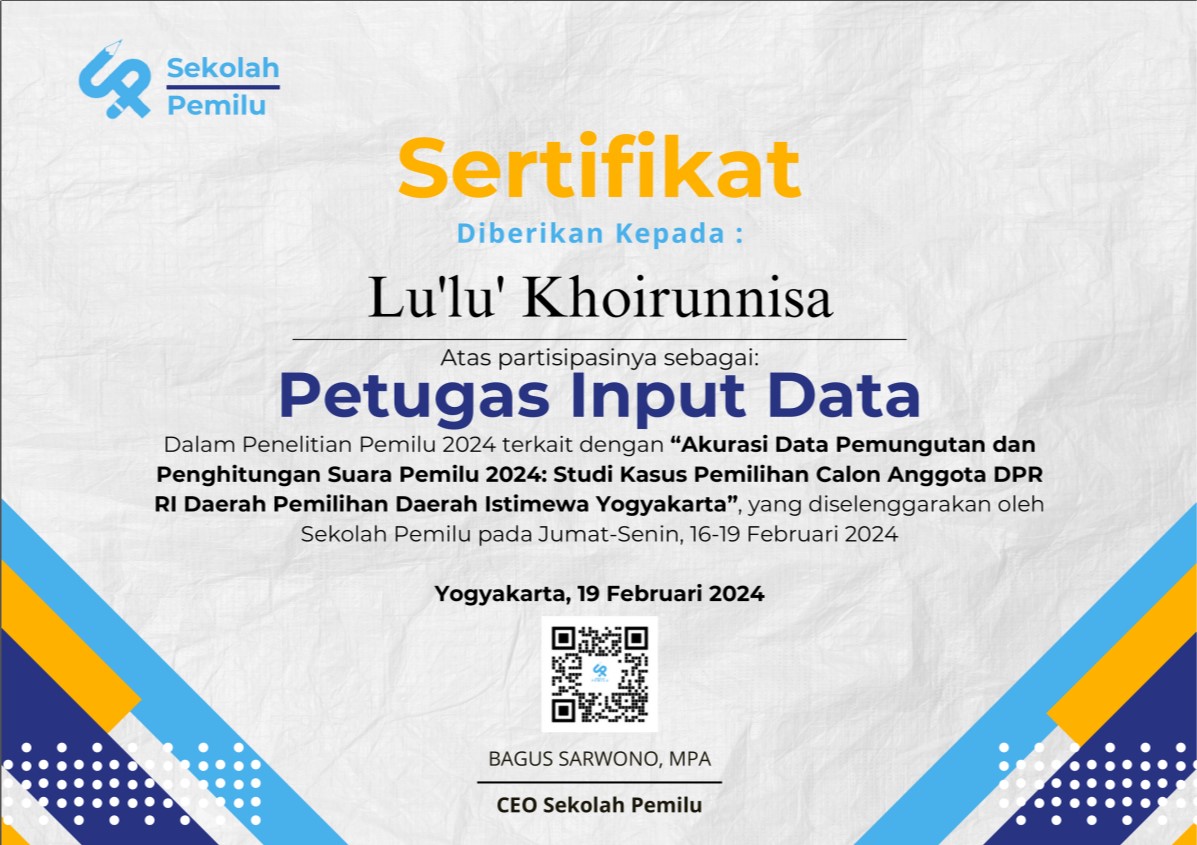 Sekolah
Pemilu
Sertifikat
Diberikan Kepada :
Lu'lu' Khoirunnisa
Atas partisipasinya sebagai:
Petugas Input Data
Dalam Penelitian Pemilu 2024 terkait dengan “Akurasi Data Pemungutan dan
Penghitungan Suara Pemilu 2024: Studi Kasus Pemilihan Calon Anggota DPR
RI Daerah Pemilihan Daerah Istimewa Yogyakarta”, yang diselenggarakan oleh
Sekolah Pemilu pada Jumat-Senin, 16-19 Februari 2024
Yogyakarta, 19 Februari 2024
BAGUS SARWONO, MPA
CEO Sekolah Pemilu